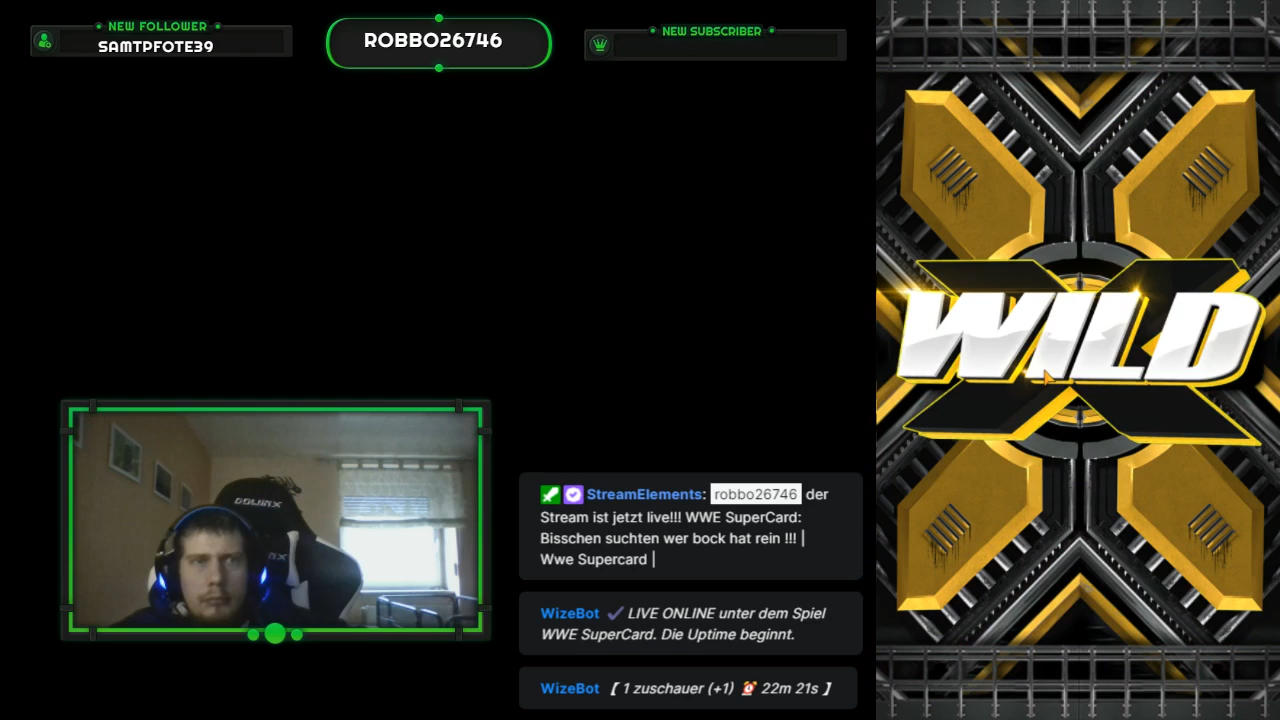 NEW FOLLOWER
SAMTPFOTE39
ROBBO26746
NEW SUBSCRIBER
WILD
DOWINX
StreamElements: robbo26746 der
Stream ist jetzt live!!! WWE SuperCard:
Bisschen suchten wer bock hat rein !!! |
Wwe Supercard |
WizeBot ✔ LIVE ONLINE unter dem Spiel
WWE SuperCard. Die Uptime beginnt.
WizeBot 【 1 zuschauer (+1) ⏰ 22m 21s 】